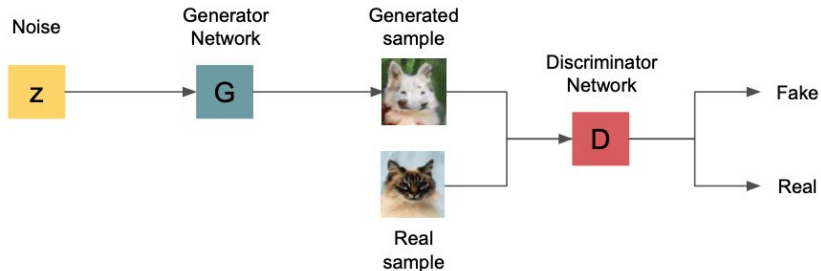 Noise
Generator
Network
Generated
sample
Discriminator
Network
z
G
D
Fake
Real
Real
sample